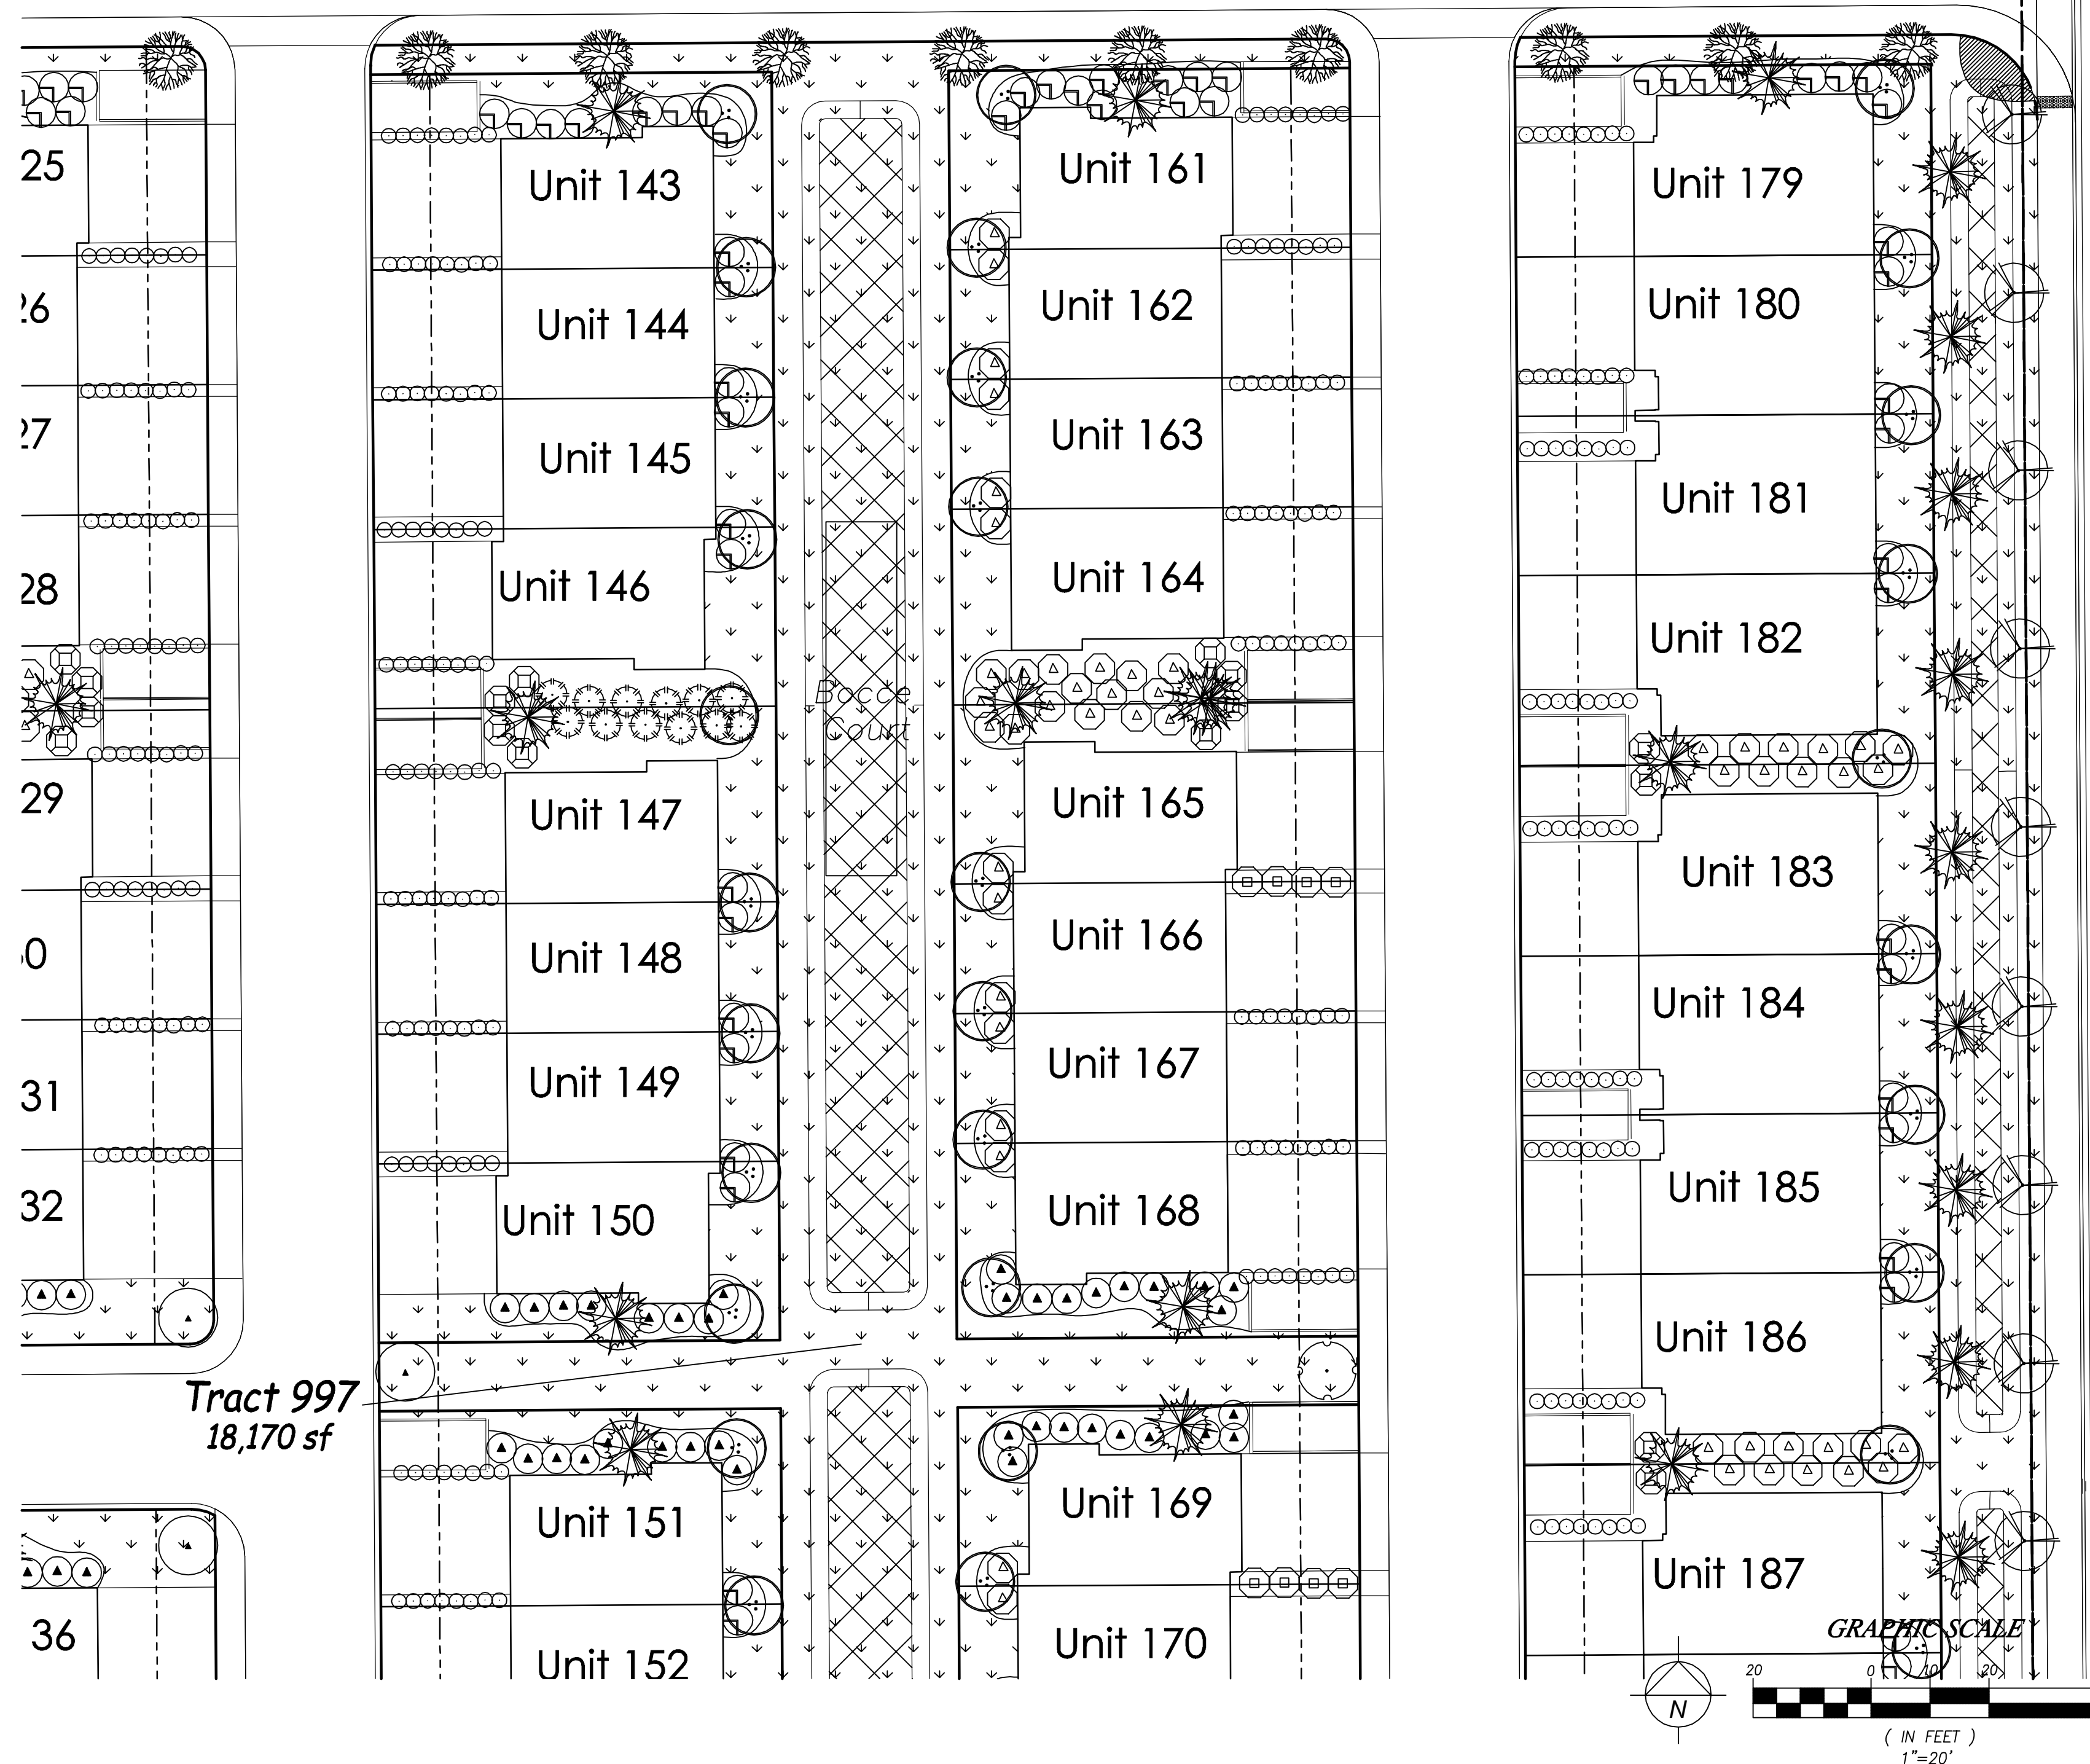 25
Unit 143
Unit 161
Unit 179
26
Unit 144
Unit 162
Unit 180
27
Unit 145
Unit 163
Unit 181
28
Unit 146
Unit 164
Unit 182
Bocce
Court
29
Unit 147
Unit 165
Unit 183
30
Unit 148
Unit 166
Unit 184
31
Unit 149
Unit 167
Unit 185
32
Unit 150
Unit 168
Unit 186
Tract 997
18,170 sf
Unit 151
Unit 169
Unit 187
36
Unit 152
Unit 170
GRAPHIC SCALE
20 0 10 20
N
( IN FEET )
1"=20'